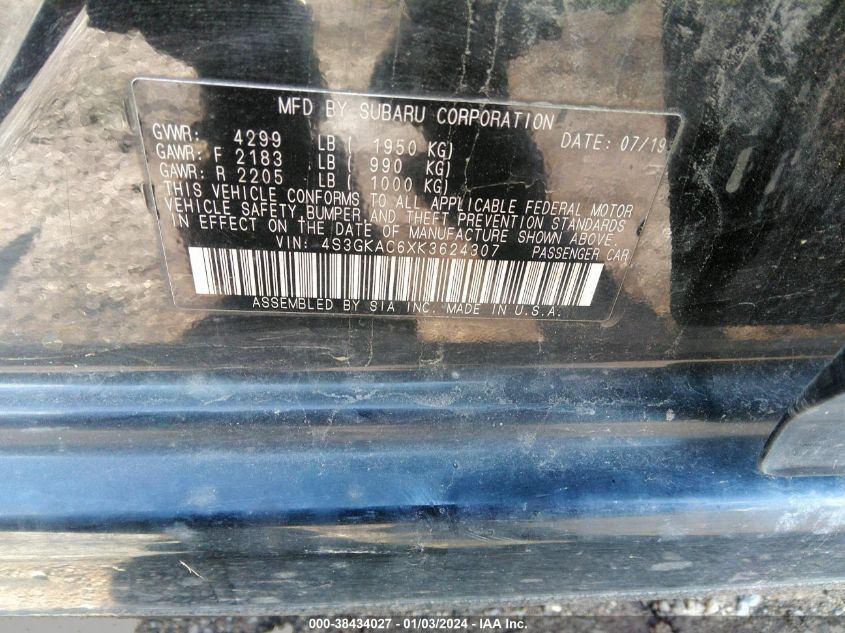 MFD BY SUBARU CORPORATION
GVWR: 4299 LB ( 1950 KG) DATE: 07/19
GAWR: F 2183 LB ( 990 KG)
GAWR: R 2205 LB ( 1000 KG)
THIS VEHICLE CONFORMS TO ALL APPLICABLE FEDERAL MOTOR
VEHICLE SAFETY, BUMPER, AND THEFT PREVENTION STANDARDS
IN EFFECT ON THE DATE OF MANUFACTURE SHOWN ABOVE.
VIN: 4S3GKAC6XK3624307 PASSENGER CAR
ASSEMBLED BY SIA INC. MADE IN U.S.A.
000-38434027 - 01/03/2024 - IAA Inc.